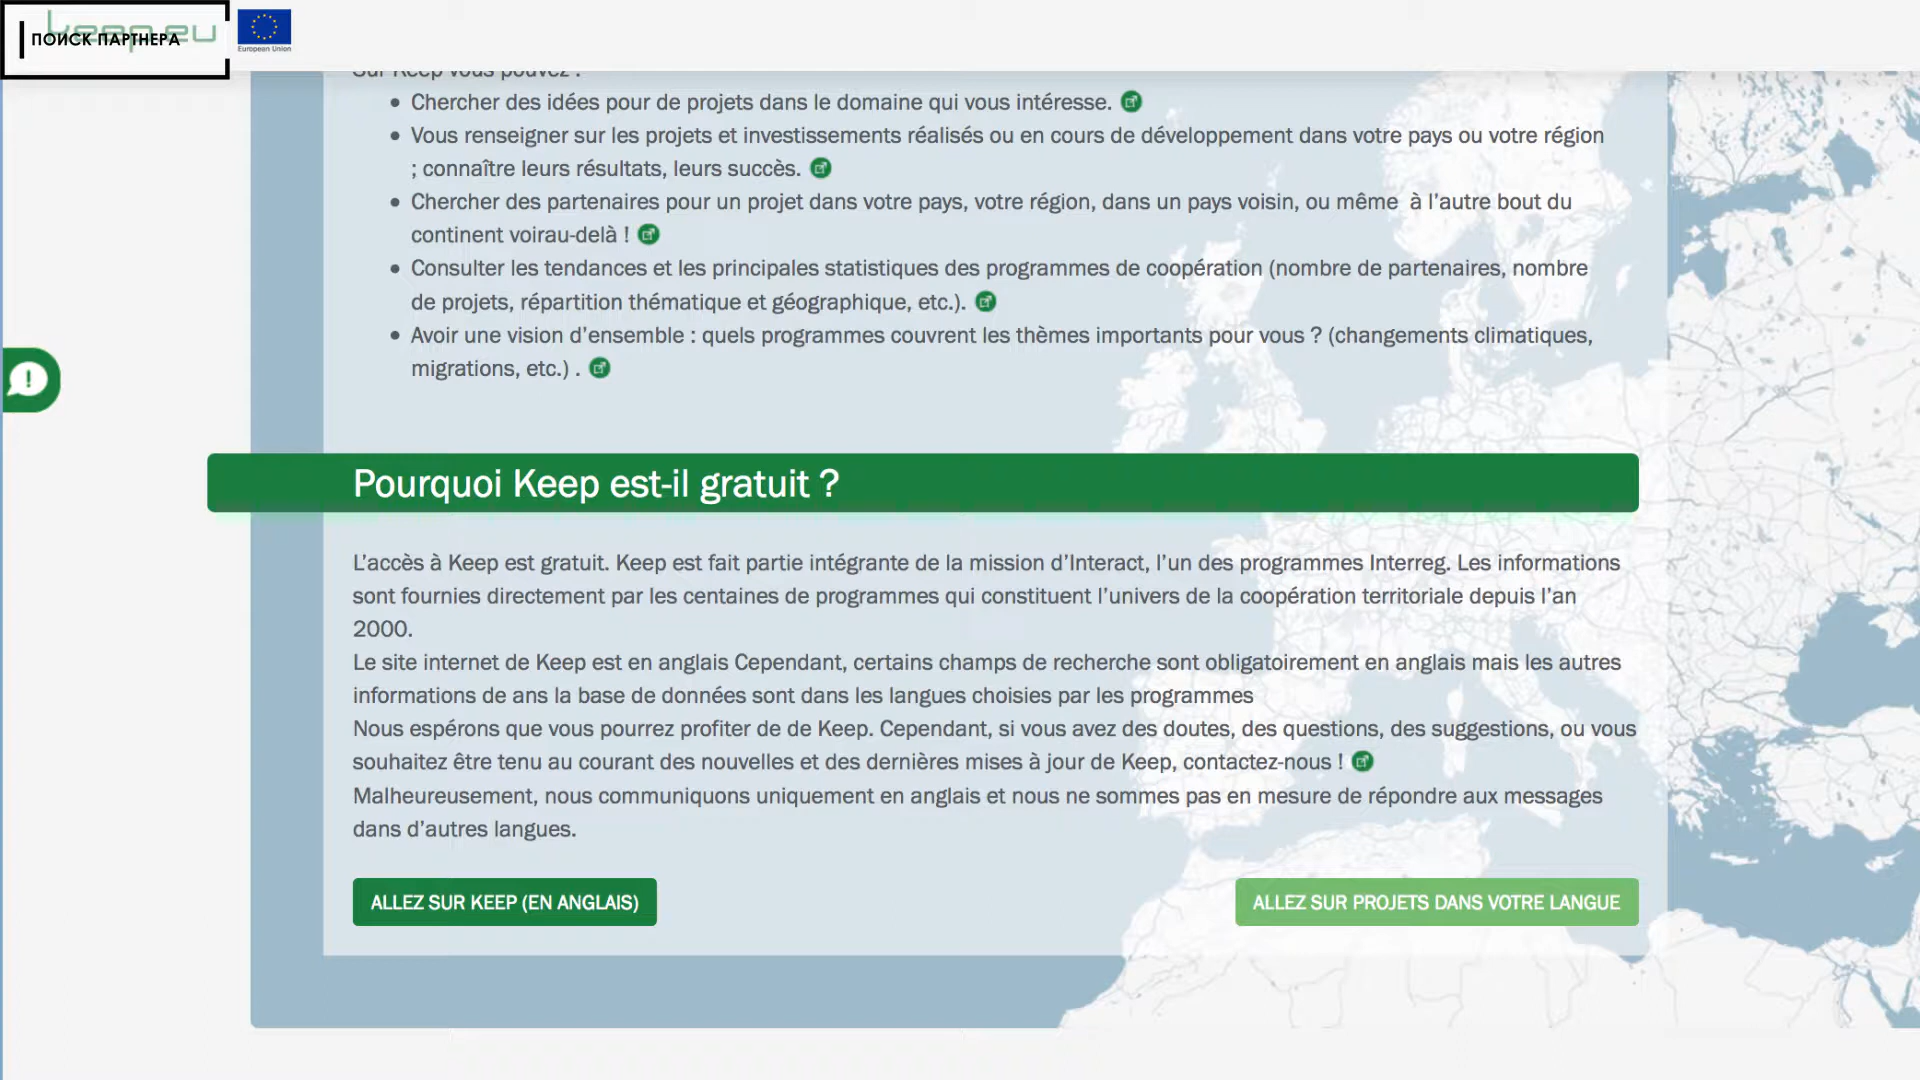 keep.eu
ПОИСК ПАРТНЕРА
European Union
Sur Keep vous pouvez :
Chercher des idées pour de projets dans le domaine qui vous intéresse.
Vous renseigner sur les projets et investissements réalisés ou en cours de développement dans votre pays ou votre région
; connaître leurs résultats, leurs succès.
Chercher des partenaires pour un projet dans votre pays, votre région, dans un pays voisin, ou même à l’autre bout du
continent voirau-delà !
Consulter les tendances et les principales statistiques des programmes de coopération (nombre de partenaires, nombre
de projets, répartition thématique et géographique, etc.).
Avoir une vision d’ensemble : quels programmes couvrent les thèmes importants pour vous ? (changements climatiques,
migrations, etc.) .
Pourquoi Keep est-il gratuit ?
L’accès à Keep est gratuit. Keep est fait partie intégrante de la mission d’Interact, l’un des programmes Interreg. Les informations
sont fournies directement par les centaines de programmes qui constituent l’univers de la coopération territoriale depuis l’an
2000.
Le site internet de Keep est en anglais Cependant, certains champs de recherche sont obligatoirement en anglais mais les autres
informations de ans la base de données sont dans les langues choisies par les programmes
Nous espérons que vous pourrez profiter de de Keep. Cependant, si vous avez des doutes, des questions, des suggestions, ou vous
souhaitez être tenu au courant des nouvelles et des dernières mises à jour de Keep, contactez-nous !
Malheureusement, nous communiquons uniquement en anglais et nous ne sommes pas en mesure de répondre aux messages
dans d’autres langues.
ALLEZ SUR KEEP (EN ANGLAIS)
ALLEZ SUR PROJETS DANS VOTRE LANGUE